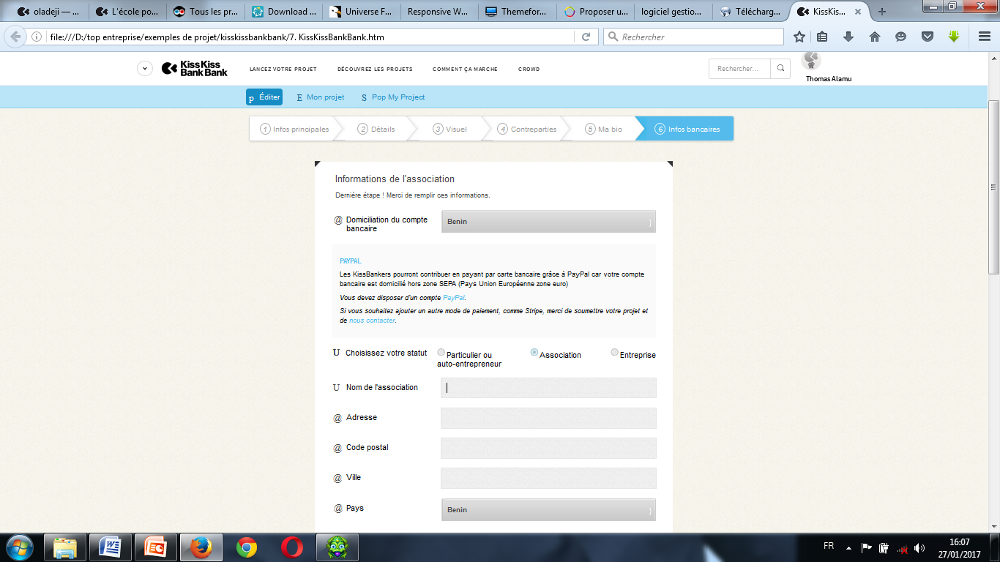 oladeji — ...
L'école po...
Tous les pr...
Download ...
Universe F...
Responsive W...
Themefor...
Proposer u...
logiciel gestio...
Télécharg...
KissKis...
file:///D:/top entreprise/exemples de projet/kisskissbankbank/7. KissKissBankBank.htm
Rechercher
KissKiss
BankBank
LANCEZ VOTRE PROJET
DÉCOUVREZ LES PROJETS
COMMENT ÇA MARCHE
CROWD
Rechercher...
Thomas Alamu
p Éditer
E Mon projet
S Pop My Project
1 Infos principales
2 Détails
3 Visuel
4 Contreparties
5 Ma bio
6 Infos bancaires
Informations de l'association
Dernière étape ! Merci de remplir ces informations.
@ Domiciliation du compte
bancaire
Benin }
PAYPAL
Les KissBankers pourront contribuer en payant par carte bancaire grâce à PayPal car votre compte
bancaire est domicilié hors zone SEPA (Pays Union Européenne zone euro)
Vous devez disposer d'un compte PayPal.
Si vous souhaitez ajouter un autre mode de paiement, comme Stripe, merci de soumettre votre projet et
de nous contacter.
U Choisissez votre statut
Particulier ou
auto-entrepreneur
Association
Entreprise
U Nom de l'association
@ Adresse
@ Code postal
@ Ville
@ Pays
Benin }
FR
16:07
27/01/2017